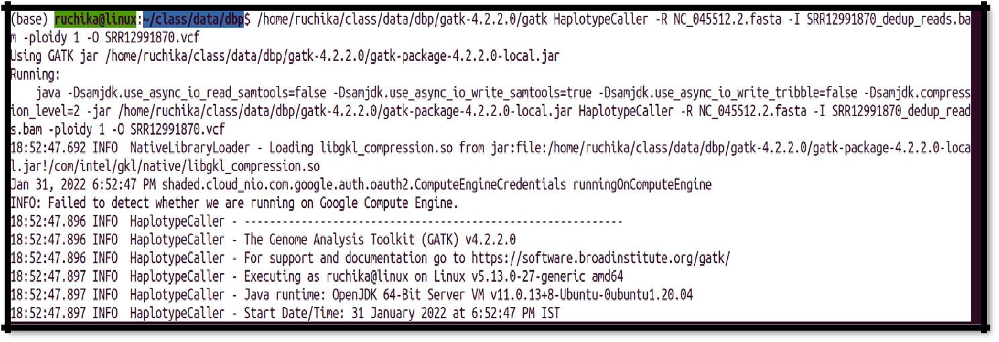 (base) ruchika@linux:~/class/data/dbp$ /home/ruchika/class/data/dbp/gatk-4.2.2.0/gatk HaplotypeCaller -R NC_045512.2.fasta -I SRR12991870_dedup_reads.ba
m -ploidy 1 -O SRR12991870.vcf
Using GATK jar /home/ruchika/class/data/dbp/gatk-4.2.2.0/gatk-package-4.2.2.0-local.jar
Running:
    java -Dsamjdk.use_async_io_read_samtools=false -Dsamjdk.use_async_io_write_samtools=true -Dsamjdk.use_async_io_write_tribble=false -Dsamjdk.compress
ion_level=2 -jar /home/ruchika/class/data/dbp/gatk-4.2.2.0/gatk-package-4.2.2.0-local.jar HaplotypeCaller -R NC_045512.2.fasta -I SRR12991870_dedup_read
s.bam -ploidy 1 -O SRR12991870.vcf
18:52:47.692 INFO  NativeLibraryLoader - Loading libgkl_compression.so from jar:file:/home/ruchika/class/data/dbp/gatk-4.2.2.0/gatk-package-4.2.2.0-loca
l.jar!/com/intel/gkl/native/libgkl_compression.so
Jan 31, 2022 6:52:47 PM shaded.cloud_nio.com.google.auth.oauth2.ComputeEngineCredentials runningOnComputeEngine
INFO: Failed to detect whether we are running on Google Compute Engine.
18:52:47.896 INFO  HaplotypeCaller - ------------------------------------------------------------
18:52:47.896 INFO  HaplotypeCaller - The Genome Analysis Toolkit (GATK) v4.2.2.0
18:52:47.896 INFO  HaplotypeCaller - For support and documentation go to https://software.broadinstitute.org/gatk/
18:52:47.897 INFO  HaplotypeCaller - Executing as ruchika@linux on Linux v5.13.0-27-generic amd64
18:52:47.897 INFO  HaplotypeCaller - Java runtime: OpenJDK 64-Bit Server VM v11.0.13+8-Ubuntu-0ubuntu1.20.04
18:52:47.897 INFO  HaplotypeCaller - Start Date/Time: 31 January 2022 at 6:52:47 PM IST